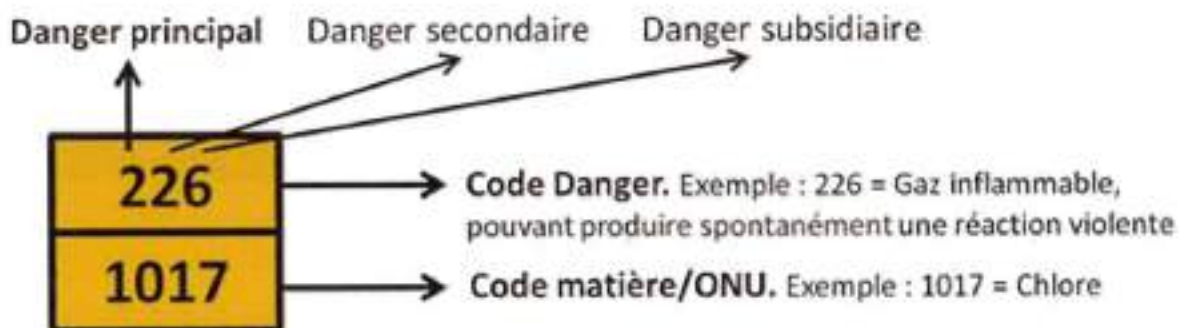 Danger principal Danger secondaire Danger subsidiaire
226
Code Danger. Exemple : 226 = Gaz inflammable,
pouvant produire spontanément une réaction violente
1017
Code matière/ONU. Exemple : 1017 = Chlore